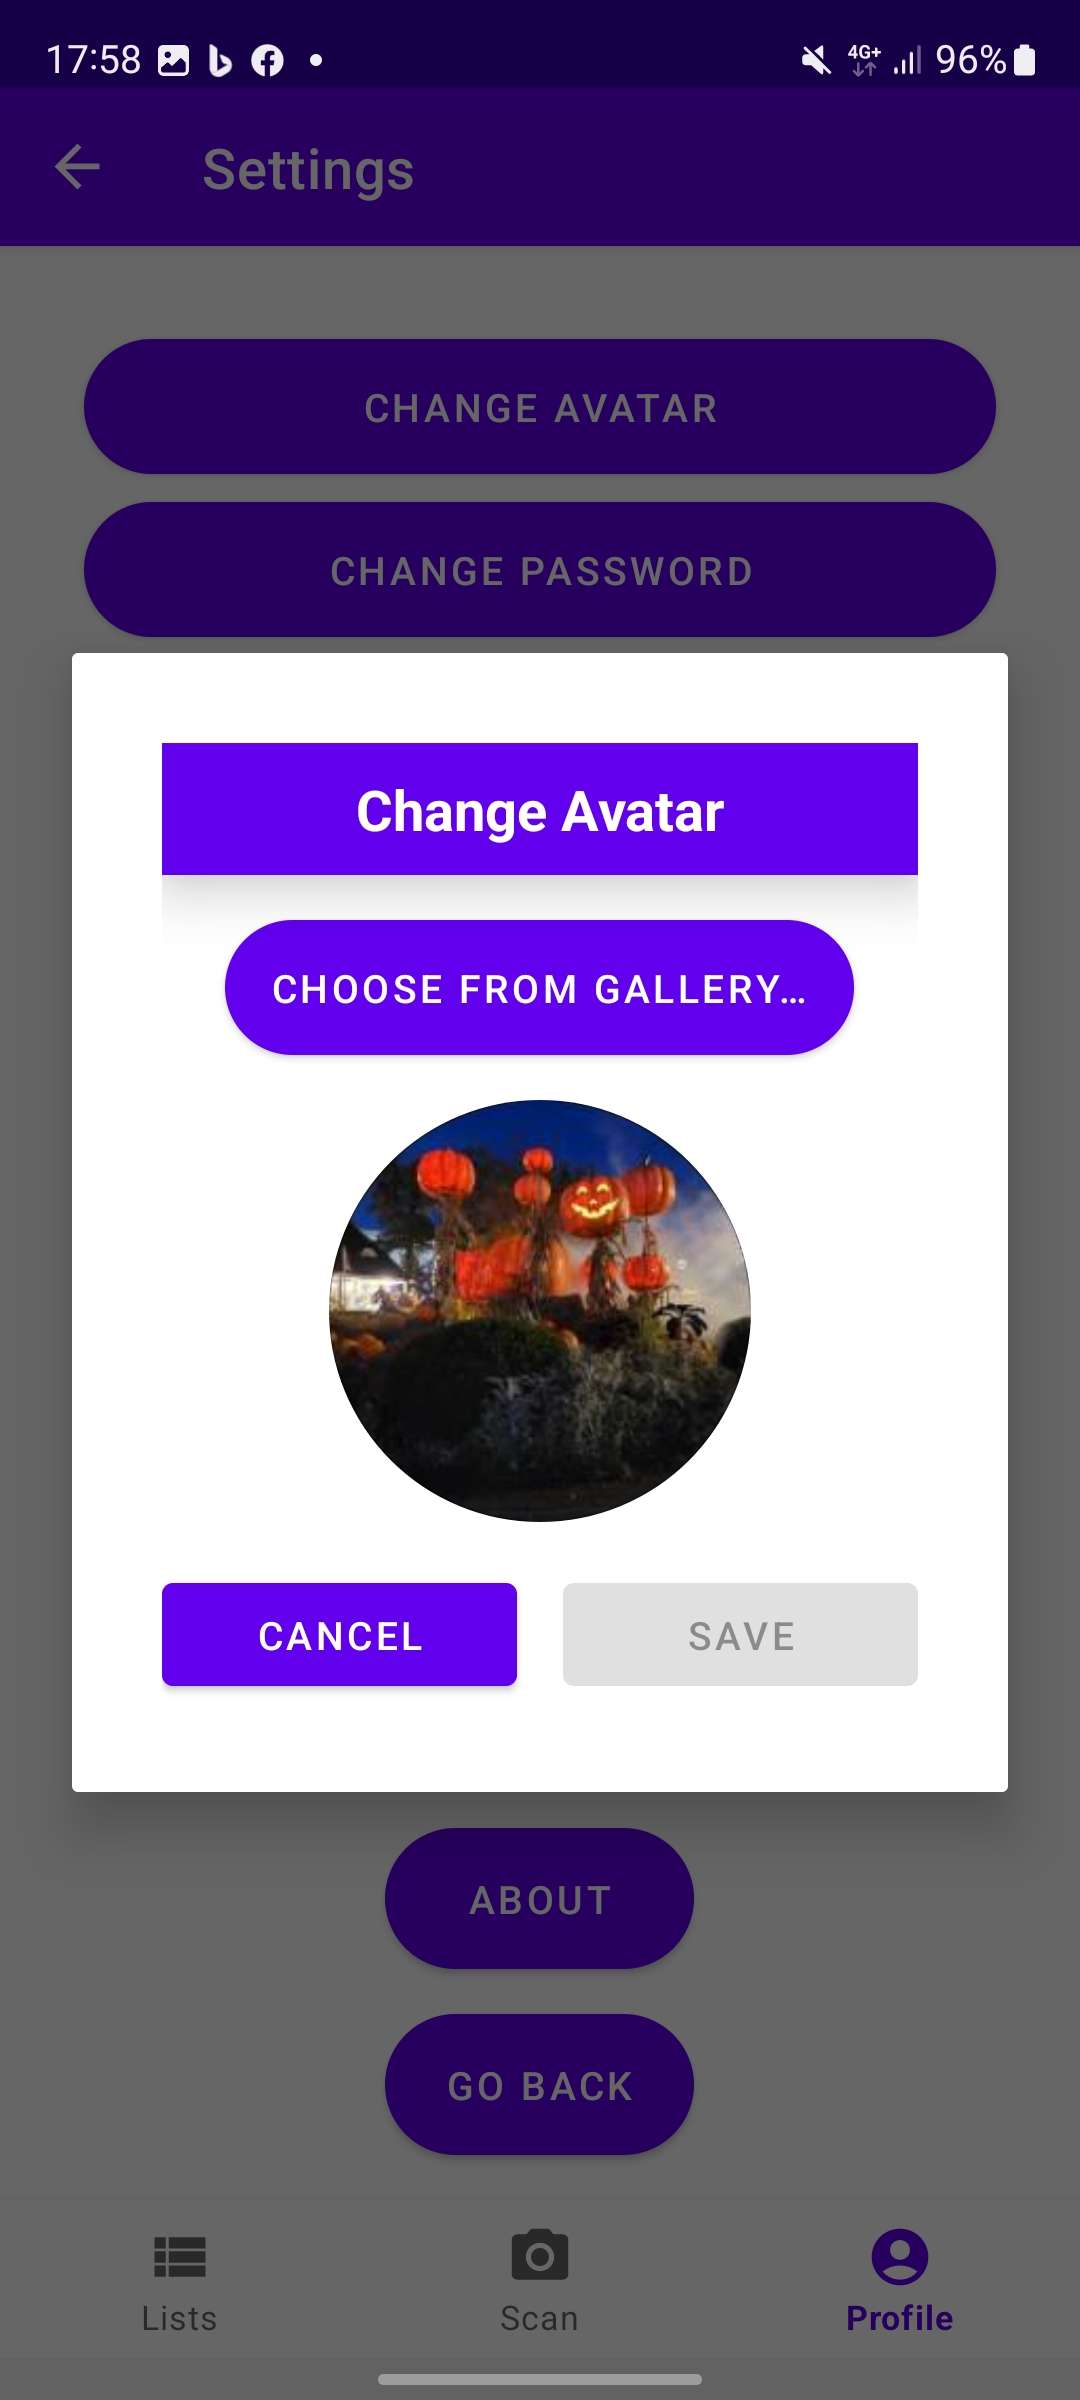 17:58 4G+ 96%
Settings
CHANGE AVATAR
CHANGE PASSWORD
Change Avatar
CHOOSE FROM GALLERY...
CANCEL SAVE
ABOUT
GO BACK
Lists Scan Profile